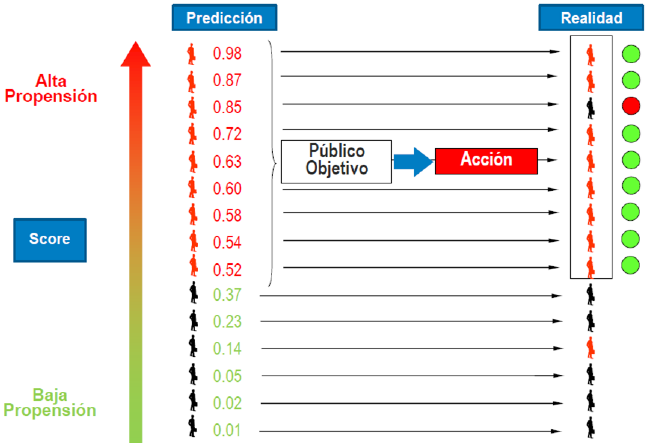 Predicción
Realidad
Alta
Propensión
0.98
0.87
0.85
0.72
0.63
0.60
0.58
0.54
0.52
0.37
0.23
0.14
0.05
0.02
0.01
Público
Objetivo
Acción
Score
Baja
Propensión